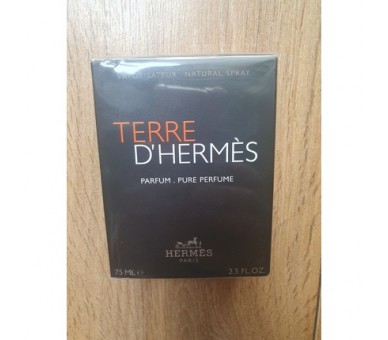 VAPORISATEUR . NATURAL SPRAY
TERRE
D'HERMÈS
PARFUM . PURE PERFUME
HERMÈS
PARIS
75 ML ℮
2.5 FL.OZ.